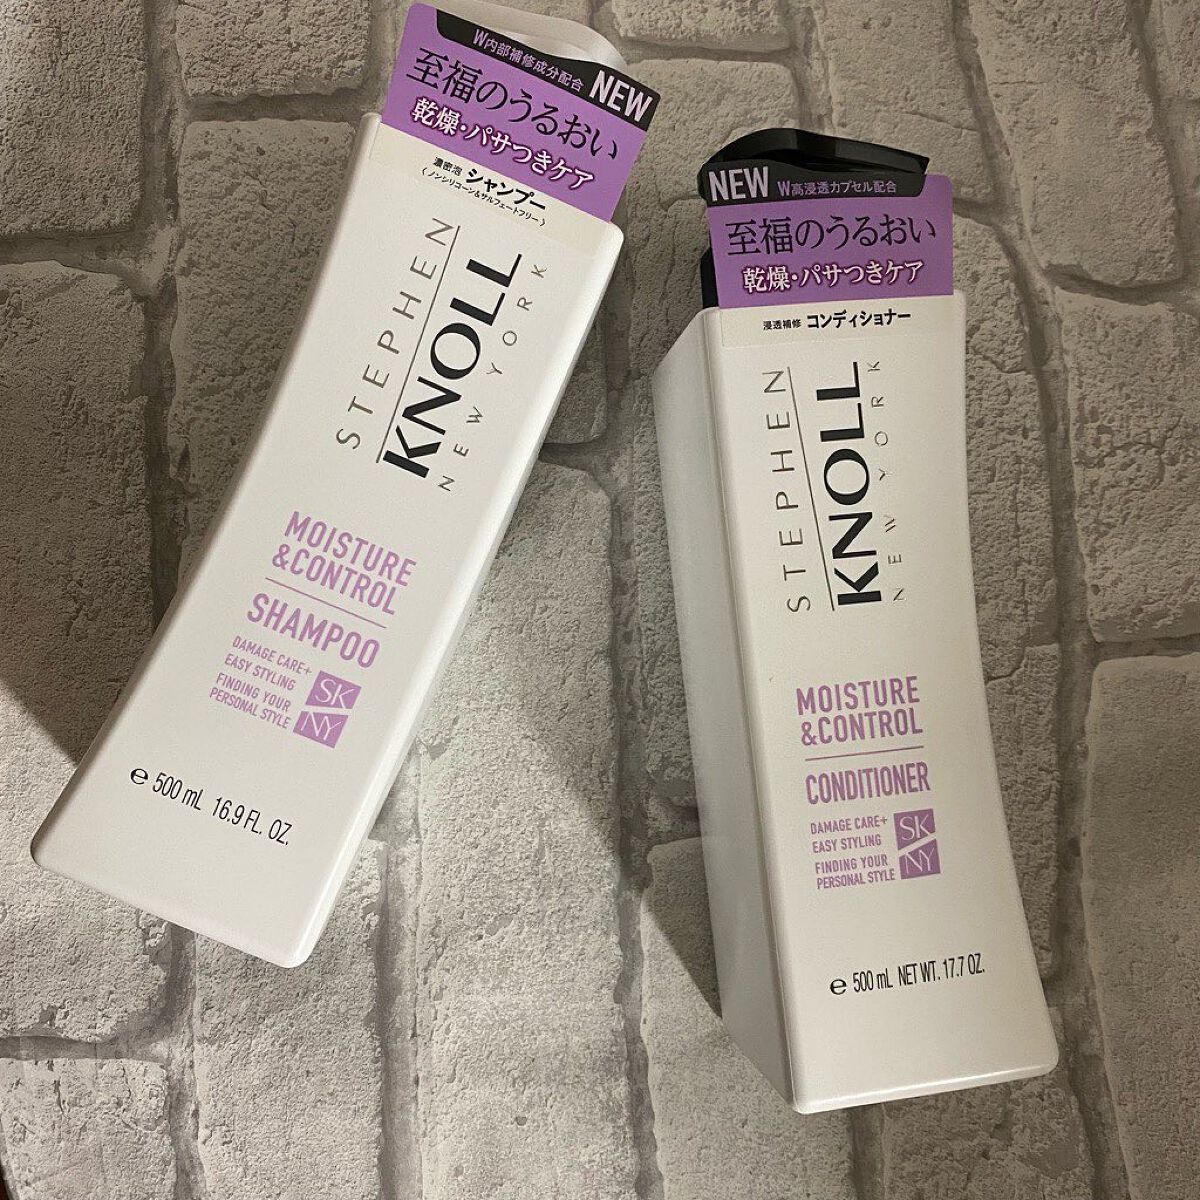 W内部補修成分配合
NEW
至福のうるおい
乾燥・パサつきケア
濃密泡 シャンプー
(ノンシリコーン&サルフェートフリー)
STEPHEN
KNOLL
NEW YORK
MOISTURE
&CONTROL
SHAMPOO
DAMAGE CARE+
EASY STYLING
FINDING YOUR
PERSONAL STYLE
SK
NY
e 500 mL 16.9 FL. OZ.
NEW W高浸透カプセル配合
至福のうるおい
乾燥・パサつきケア
浸透補修 コンディショナー
STEPHEN
KNOLL
NEW YORK
MOISTURE
&CONTROL
CONDITIONER
DAMAGE CARE+
EASY STYLING
FINDING YOUR
PERSONAL STYLE
SK
NY
e 500 mL NET WT. 17.7 OZ.